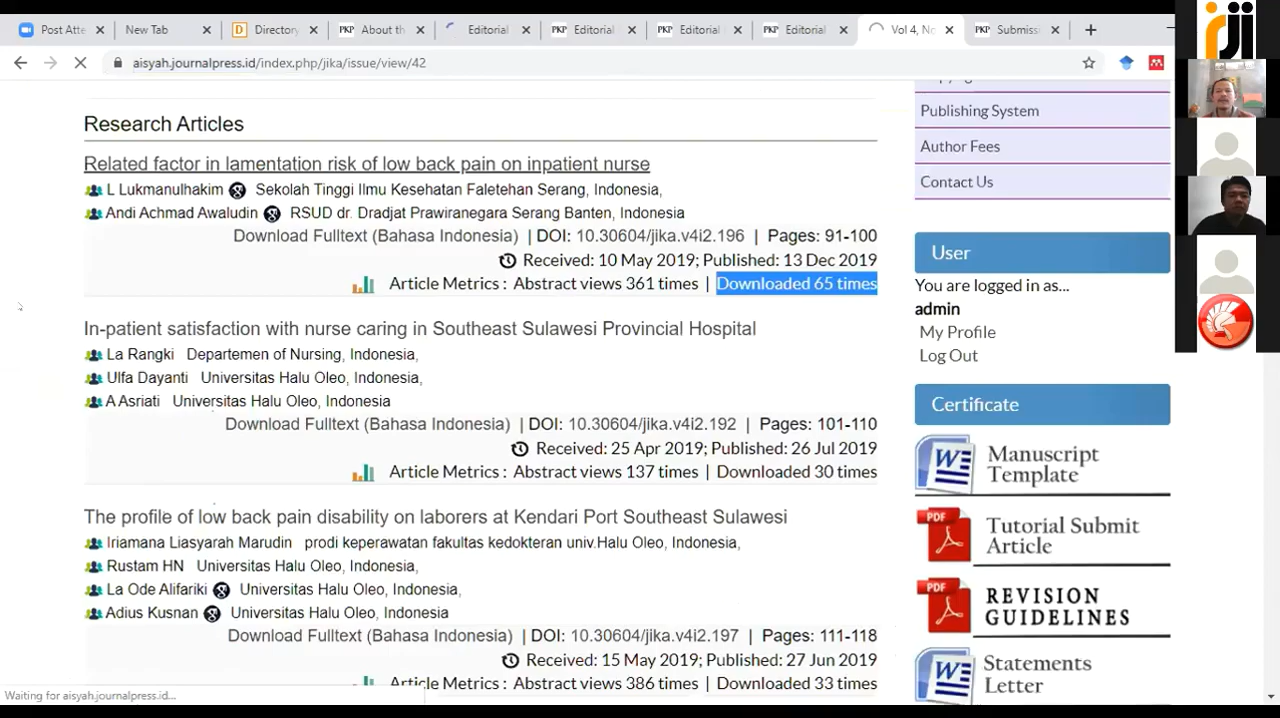 Post Atte
New Tab
Directory
PKP About th
Editorial
PKP Editorial
PKP Editorial
PKP Editorial
Vol 4, No
PKP Submiss
aisyah.journalpress.id/index.php/jika/issue/view/42
Research Articles
Related factor in lamentation risk of low back pain on inpatient nurse
L Lukmanulhakim Sekolah Tinggi Ilmu Kesehatan Faletehan Serang, Indonesia,
Andi Achmad Awaludin RSUD dr. Dradjat Prawiranegara Serang Banten, Indonesia
Download Fulltext (Bahasa Indonesia) | DOI: 10.30604/jika.v4i2.196 | Pages: 91-100
Received: 10 May 2019; Published: 13 Dec 2019
Article Metrics : Abstract views 361 times | Downloaded 65 times
In-patient satisfaction with nurse caring in Southeast Sulawesi Provincial Hospital
La Rangki Departemen of Nursing, Indonesia,
Ulfa Dayanti Universitas Halu Oleo, Indonesia,
A Asriati Universitas Halu Oleo, Indonesia
Download Fulltext (Bahasa Indonesia) | DOI: 10.30604/jika.v4i2.192 | Pages: 101-110
Received: 25 Apr 2019; Published: 26 Jul 2019
Article Metrics : Abstract views 137 times | Downloaded 30 times
The profile of low back pain disability on laborers at Kendari Port Southeast Sulawesi
Iriamana Liasyarah Marudin prodi keperawatan fakultas kedokteran univ.Halu Oleo, Indonesia,
Rustam HN Universitas Halu Oleo, Indonesia,
La Ode Alifariki Universitas Halu Oleo, Indonesia,
Adius Kusnan Universitas Halu Oleo, Indonesia
Download Fulltext (Bahasa Indonesia) | DOI: 10.30604/jika.v4i2.197 | Pages: 111-118
Received: 15 May 2019; Published: 27 Jun 2019
Article Metrics : Abstract views 386 times | Downloaded 33 times
Waiting for aisyah.journalpress.id...
Publishing System
Author Fees
Contact Us
User
You are logged in as...
admin
My Profile
Log Out
Certificate
Manuscript
Template
PDF
Tutorial Submit
Article
PDF
REVISION
GUIDELINES
Statements
Letter
rji